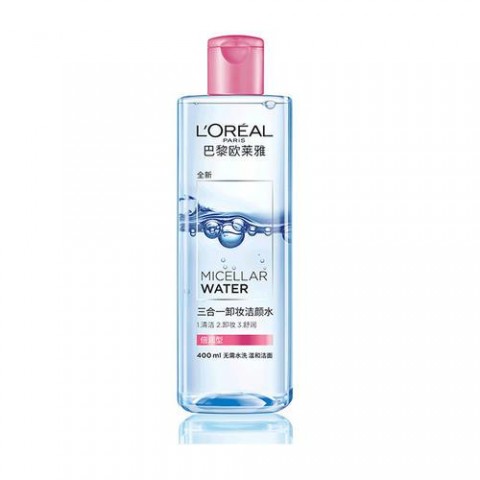 L'ORÉAL
PARIS
巴黎欧莱雅
全新
MICELLAR
WATER
三合一卸妆洁颜水
1.清洁 2.卸妆 3.舒润
倍润型
400 ml 无需水洗 温和洁面